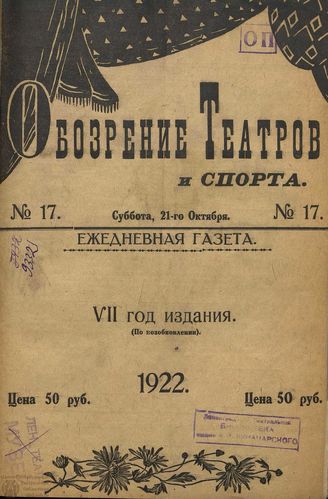 ОП
Обозрение Театров
и СПОРТА.
№ 17. Суббота, 21-го Октября. № 17.
ЕЖЕДНЕВНАЯ ГАЗЕТА.
VII год издания.
(По возобновлении).
1922.
Цена 50 руб. Цена 50 руб.
ЛУНАЧАРСКОГО